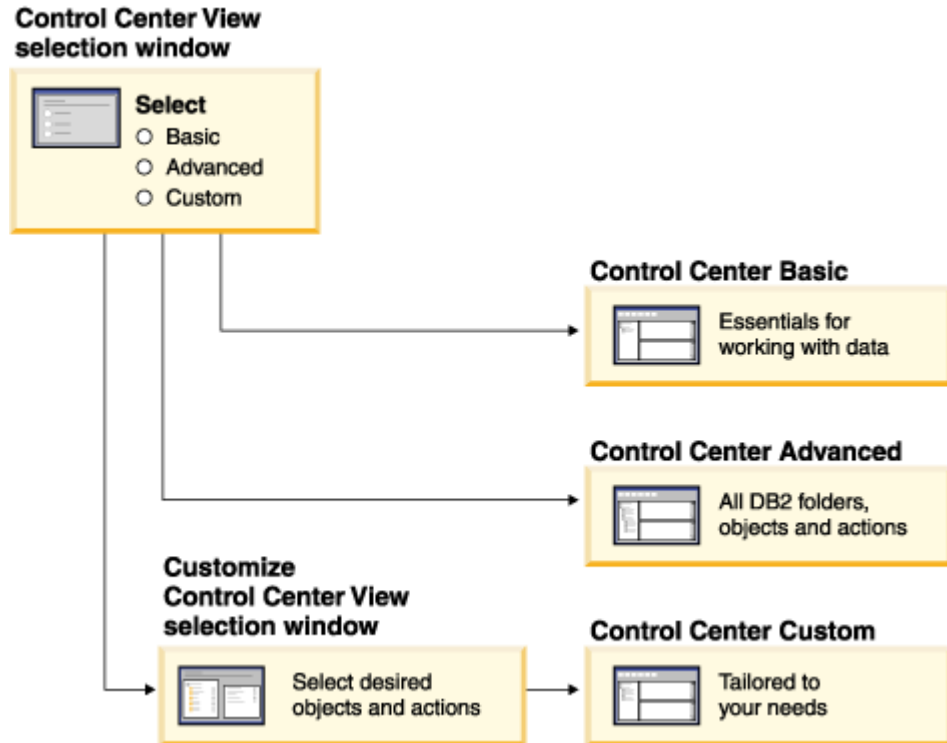 Control Center View
selection window
Select
Basic
Advanced
Custom
Control Center Basic
Essentials for
working with data
Control Center Advanced
All DB2 folders,
objects and actions
Customize
Control Center View
selection window
Select desired
objects and actions
Control Center Custom
Tailored to
your needs